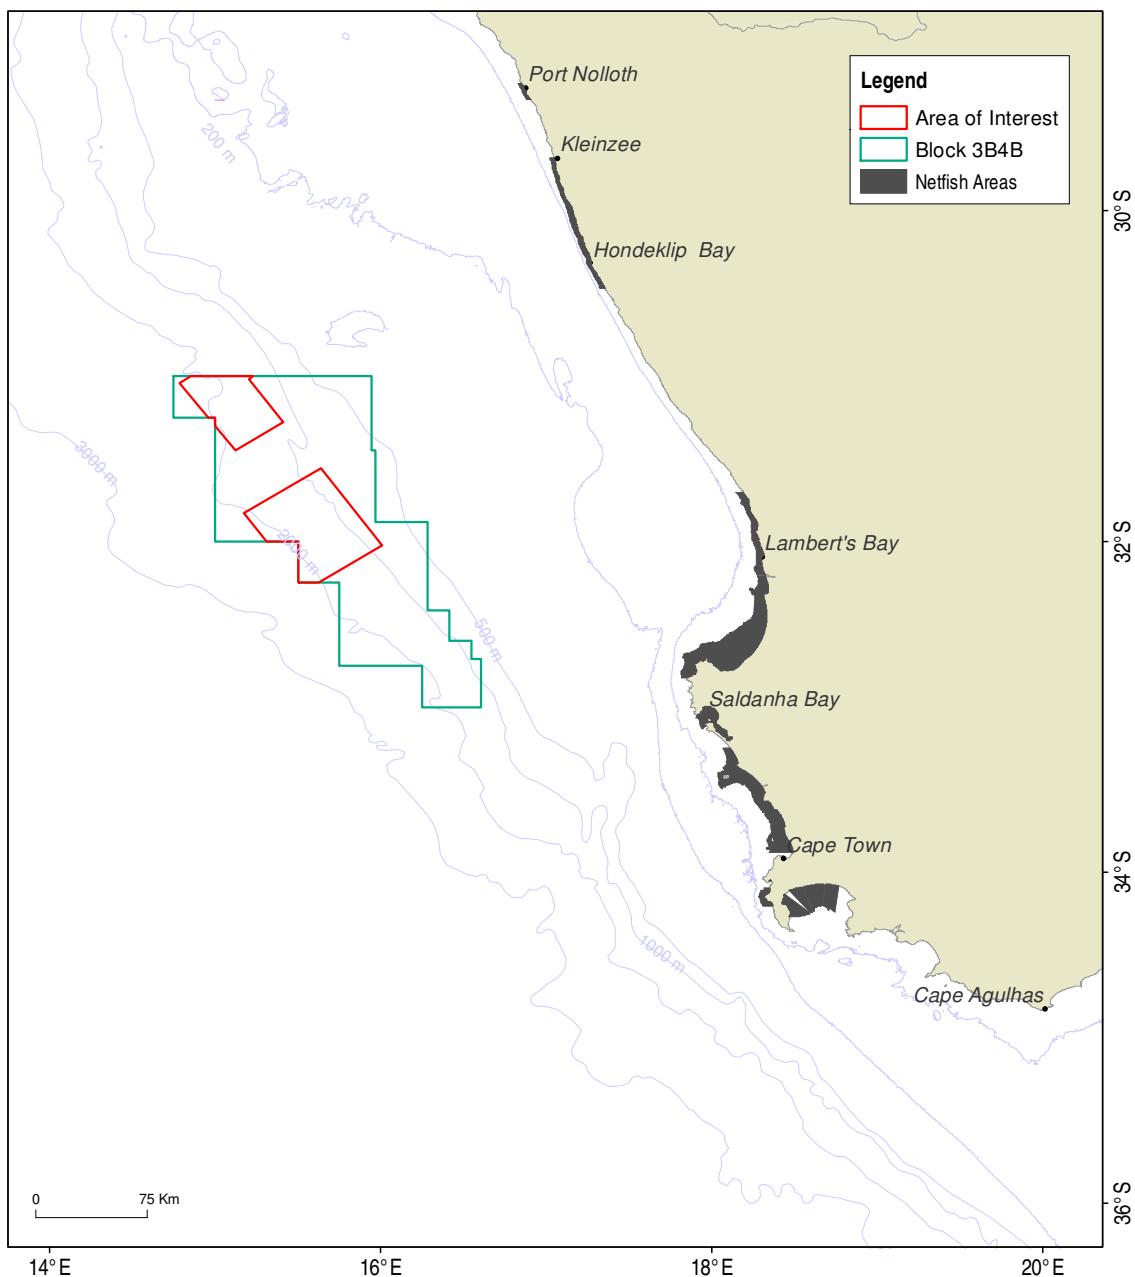 Port Nolloth
Legend
Area of Interest
Block 3B4B
Netfish Areas
200 m
Kleinzee
30°S
Hondeklip Bay
3000 m
2000 m
Lambert's Bay
32°S
500 m
Saldanha Bay
Cape Town
34°S
1000 m
Cape Agulhas
0 75 Km
36°S
14°E 16°E 18°E 20°E